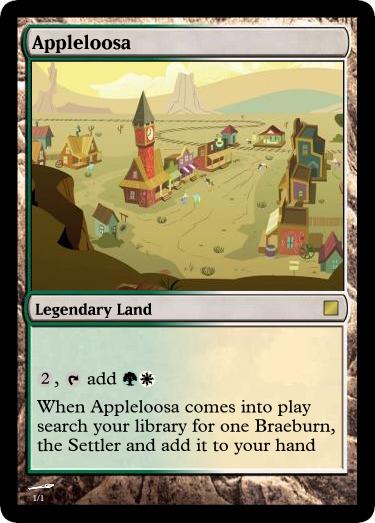 Appleloosa
Legendary Land
2 , add
When Appleloosa comes into play
search your library for one Braeburn,
the Settler and add it to your hand
1/1